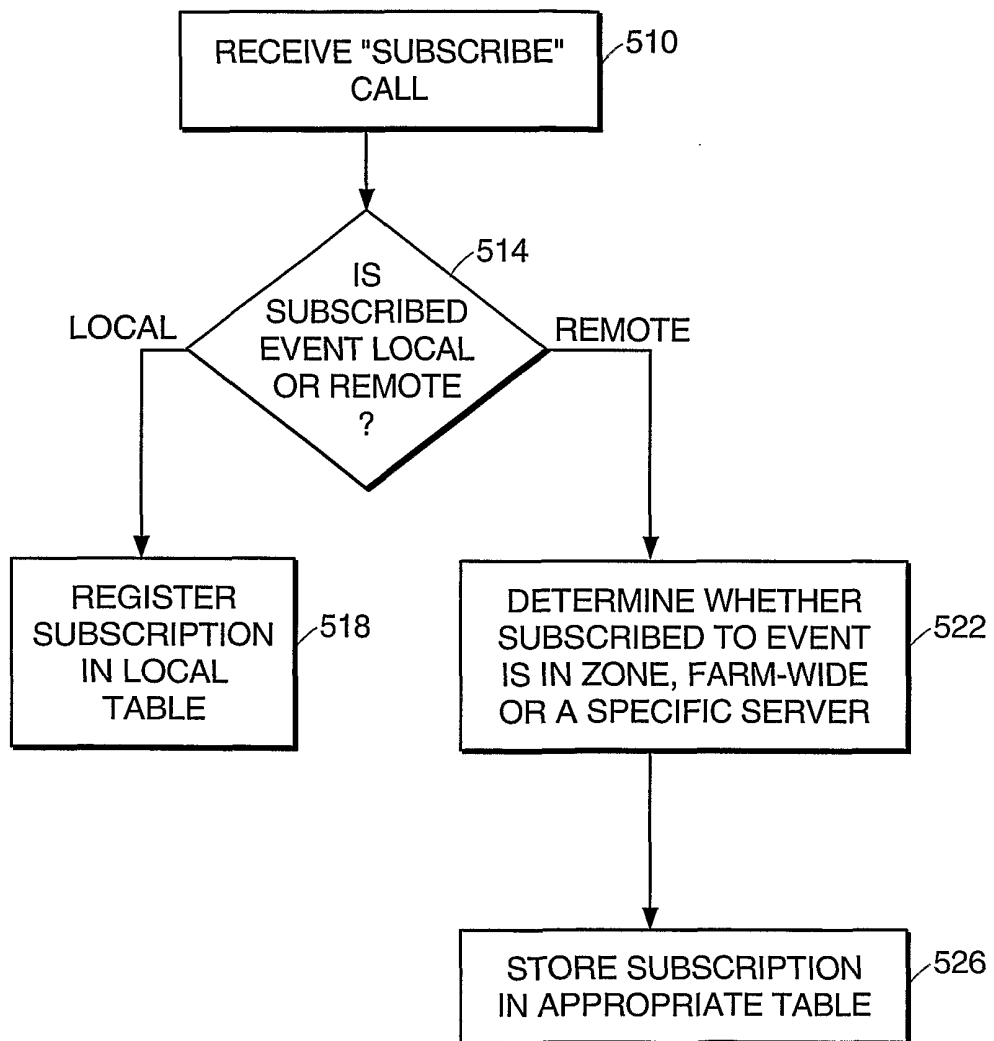 RECEIVE "SUBSCRIBE"
CALL
510
IS
SUBSCRIBED
EVENT LOCAL
OR REMOTE
?
514
LOCAL
REMOTE
REGISTER
SUBSCRIPTION
IN LOCAL
TABLE
518
DETERMINE WHETHER
SUBSCRIBED TO EVENT
IS IN ZONE, FARM-WIDE
OR A SPECIFIC SERVER
522
STORE SUBSCRIPTION
IN APPROPRIATE TABLE
526